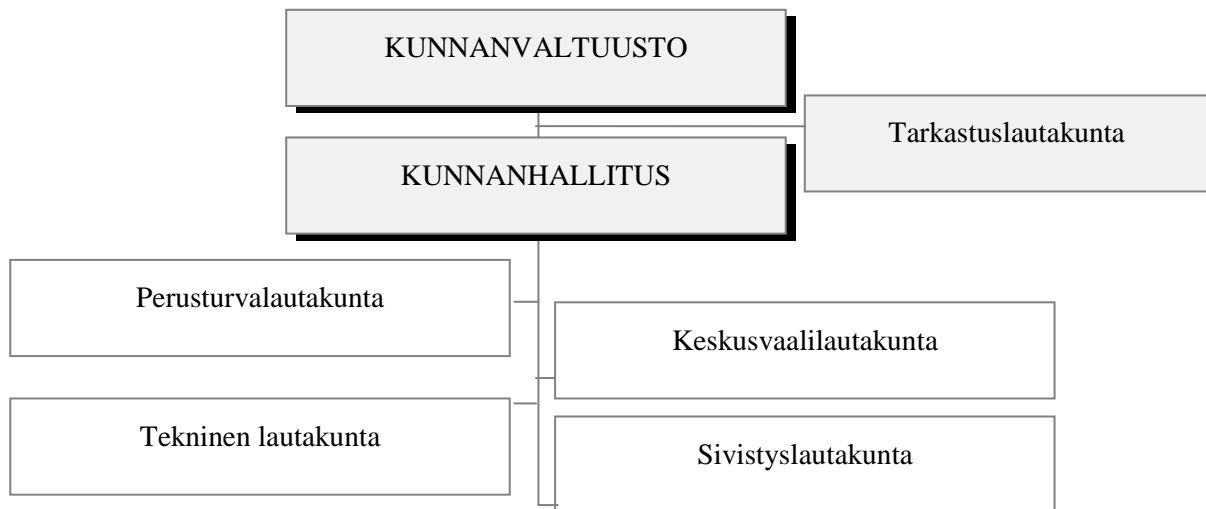 KUNNANVALTUUSTO
Tarkastuslautakunta
KUNNANHALLITUS
Perusturvalautakunta
Keskusvaalilautakunta
Tekninen lautakunta
Sivistyslautakunta